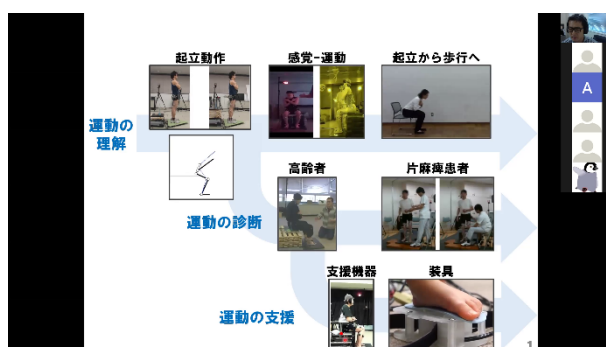 起立動作
感覚-運動
起立から歩行へ
運動の
理解
高齢者
片麻痺患者
運動の診断
支援機器
装具
運動の支援
1
A